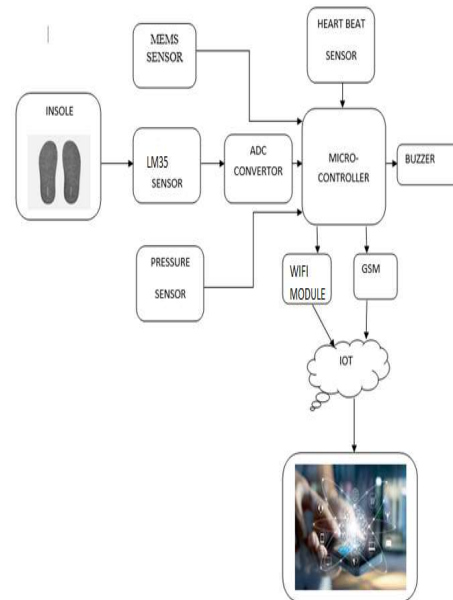 MEMS
SENSOR
HEART BEAT
SENSOR
INSOLE
LM35
SENSOR
ADC
CONVERTOR
MICRO-
CONTROLLER
BUZZER
PRESSURE
SENSOR
WIFI
MODULE
GSM
IOT